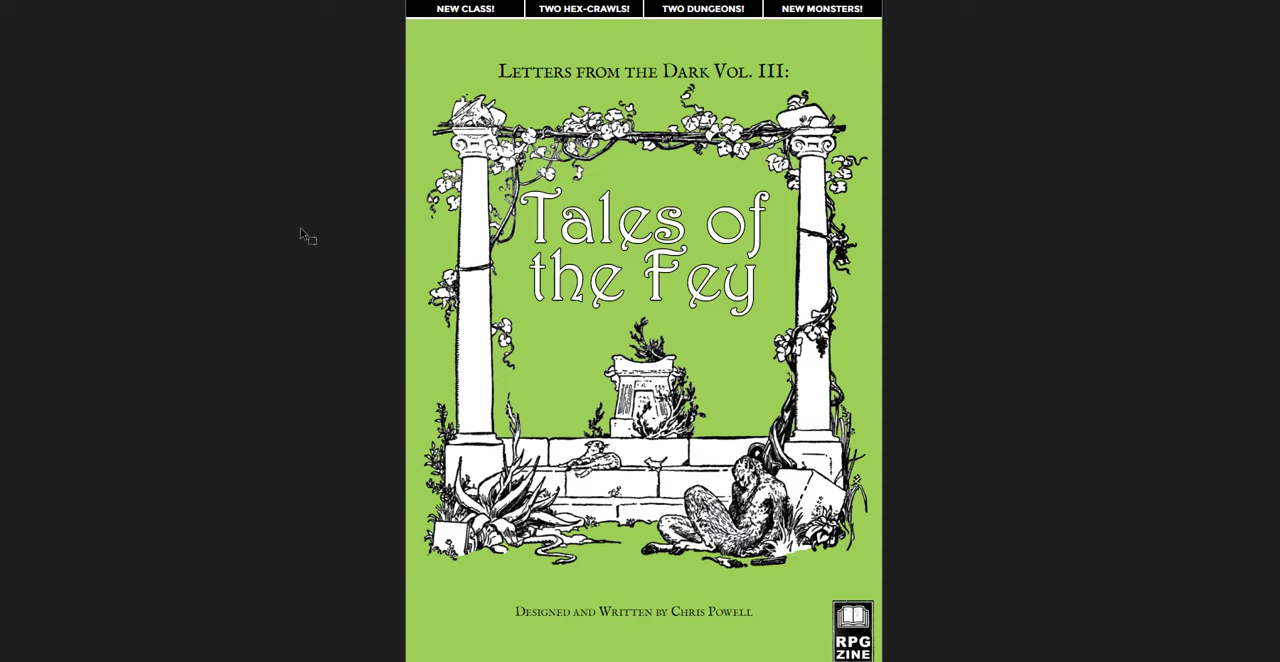 NEW CLASS!
TWO HEX-CRAWLS!
TWO DUNGEONS!
NEW MONSTERS!
Letters from the Dark Vol. III:
Tales of
the Fey
Designed and Written by Chris Powell
RPG
ZINE